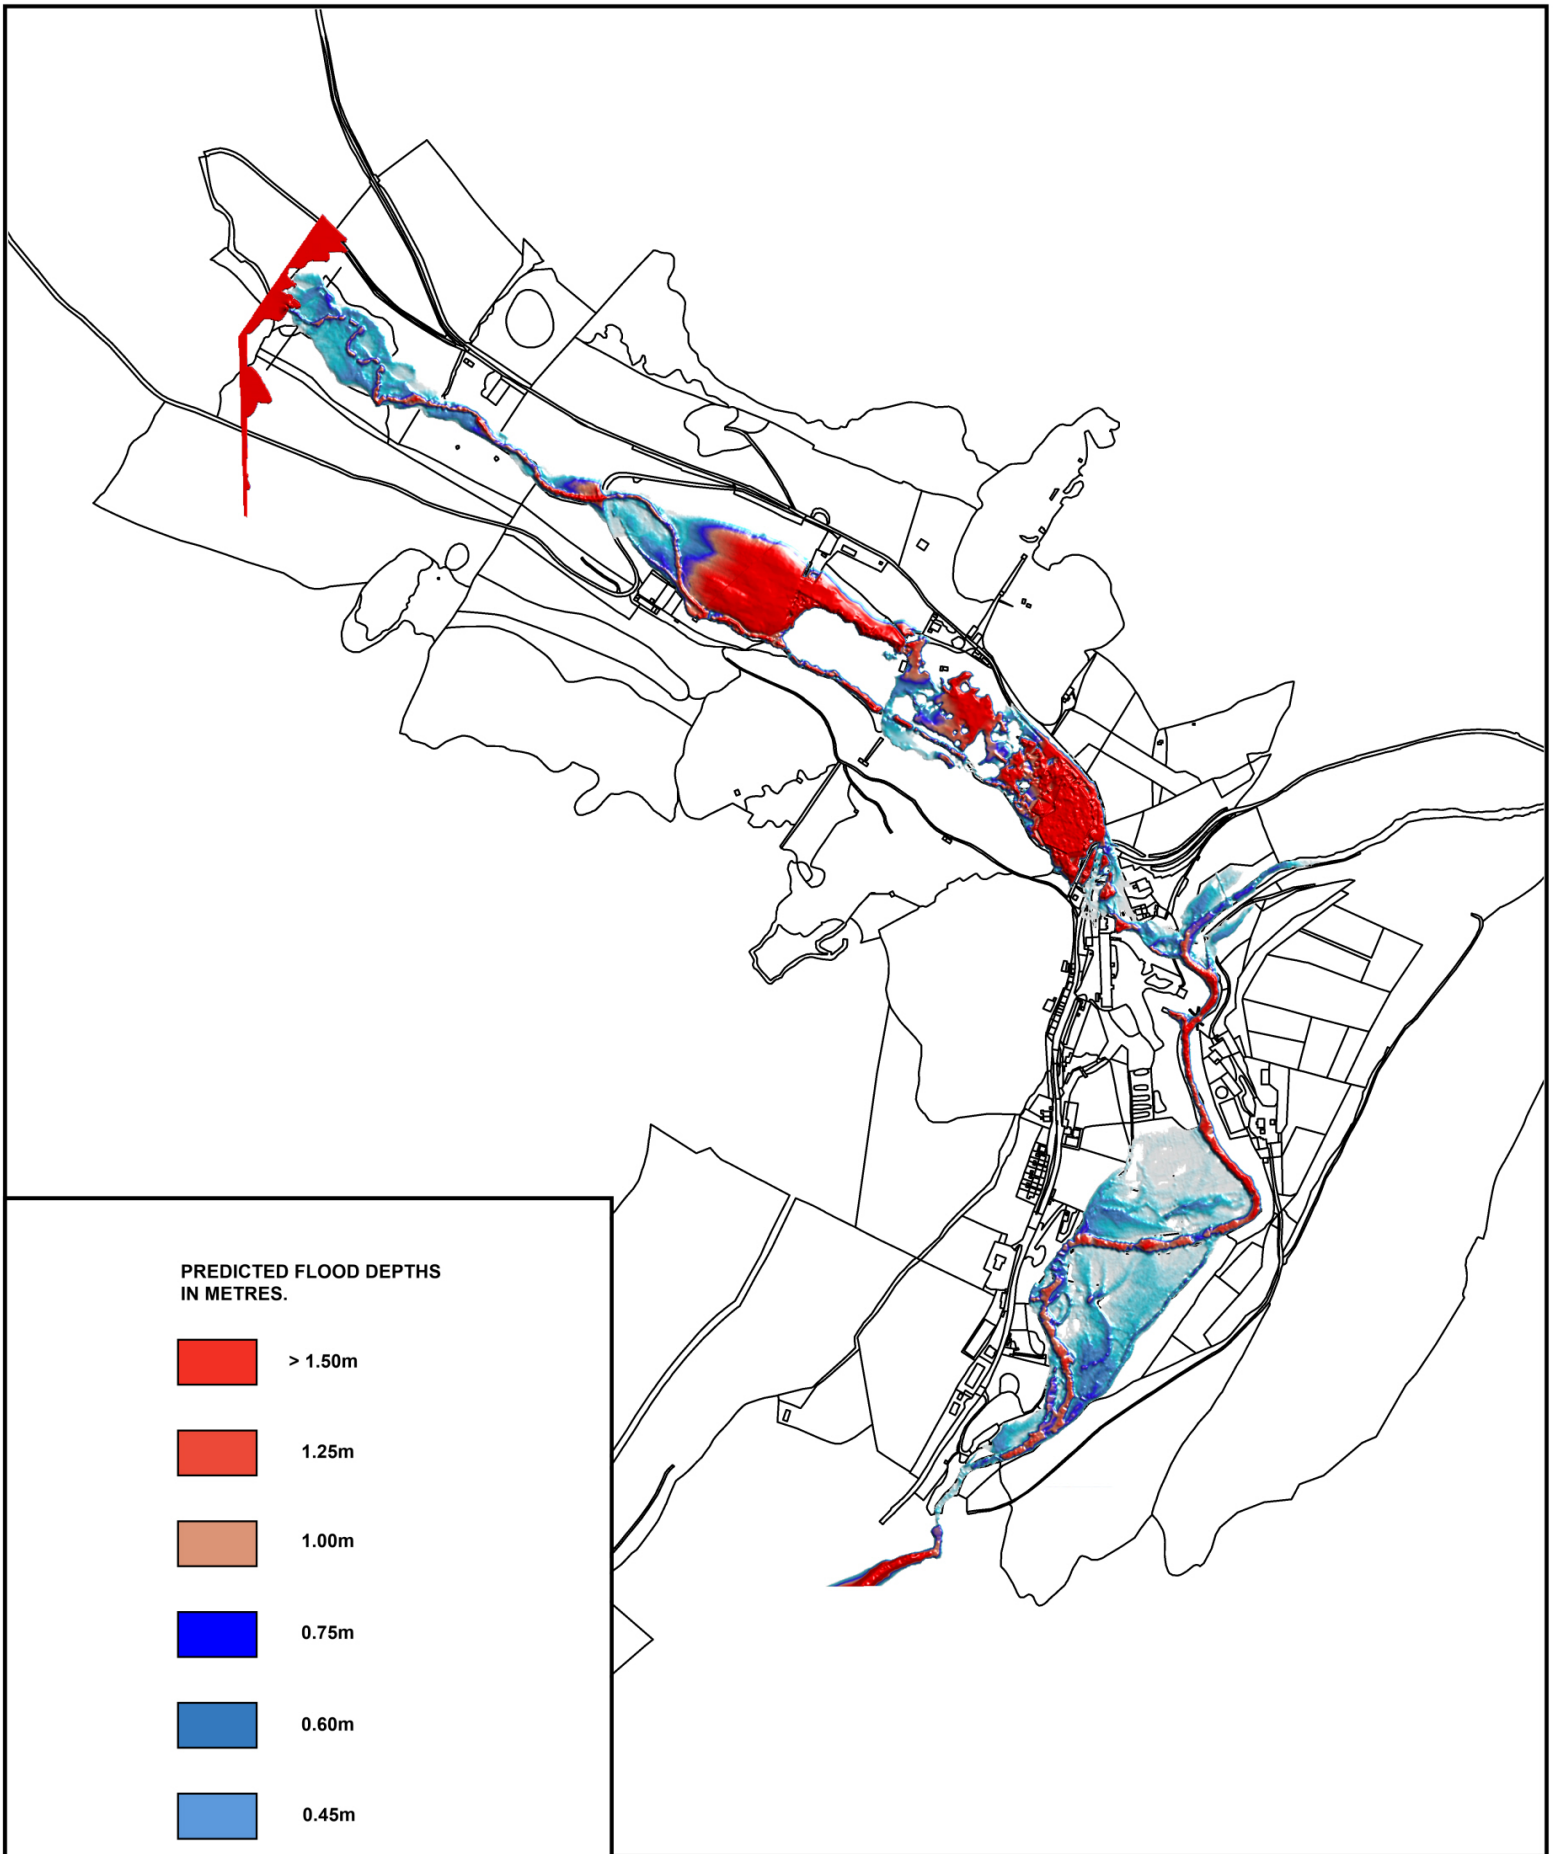 PREDICTED FLOOD DEPTHS
IN METRES.
> 1.50m
1.25m
1.00m
0.75m
0.60m
0.45m